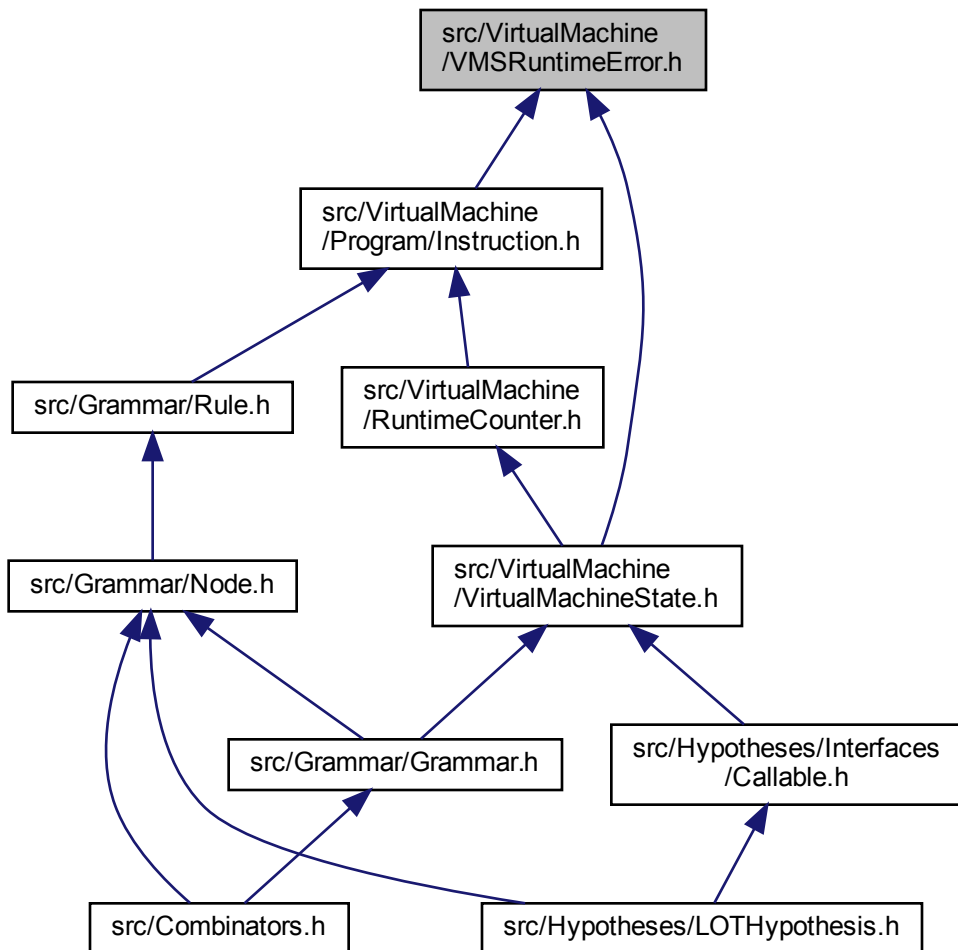 src/VirtualMachine
/VMSRuntimeError.h
src/VirtualMachine
/Program/Instruction.h
src/Grammar/Rule.h
src/VirtualMachine
/RuntimeCounter.h
src/Grammar/Node.h
src/VirtualMachine
/VirtualMachineState.h
src/Grammar/Grammar.h
src/Hypotheses/Interfaces
/Callable.h
src/Combinators.h
src/Hypotheses/LOTHypothesis.h